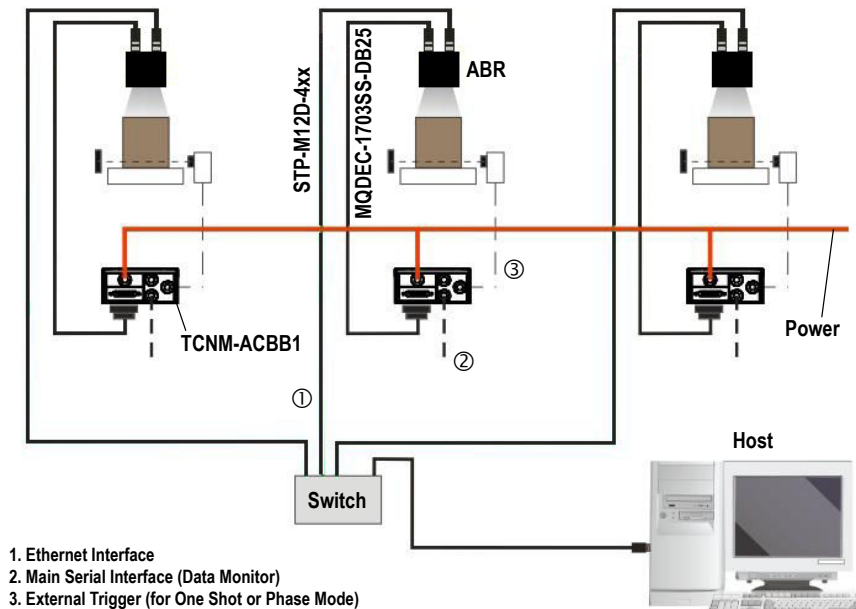 STP-M12D-4xx
MQDEC-1703SS-DB25
ABR
③
TCNM-ACBB1
Power
②
①
Host
Switch
1. Ethernet Interface
2. Main Serial Interface (Data Monitor)
3. External Trigger (for One Shot or Phase Mode)